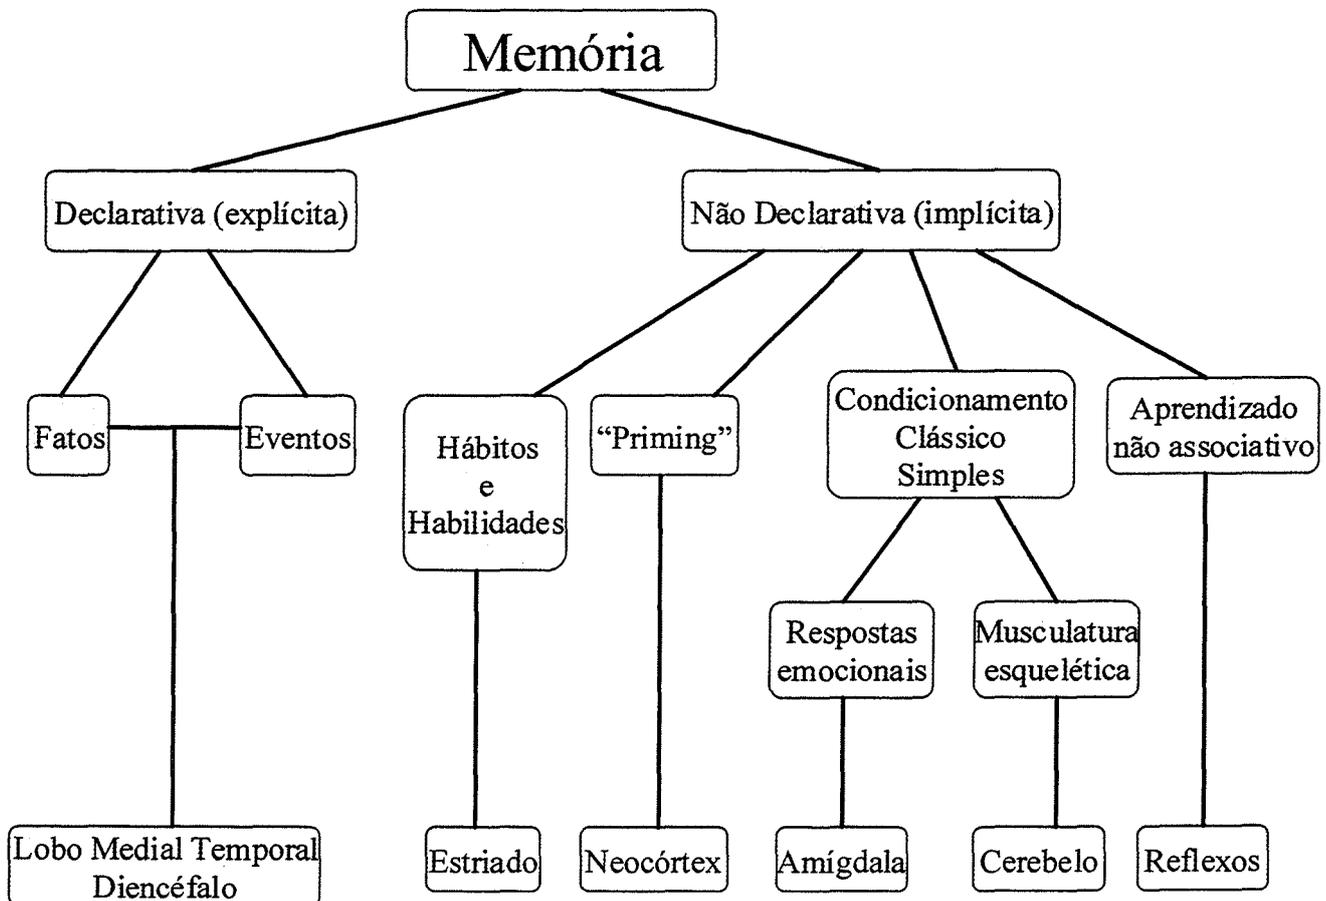 Memória
Declarativa (explícita)
Não Declarativa (implícita)
Fatos
Eventos
Hábitos
e
Habilidades
“Priming”
Condicionamento
Clássico
Simples
Aprendizado
não associativo
Respostas
emocionais
Musculatura
esquelética
Lobo Medial Temporal
Diencéfalo
Estriado
Neocórtex
Amígdala
Cerebelo
Reflexos